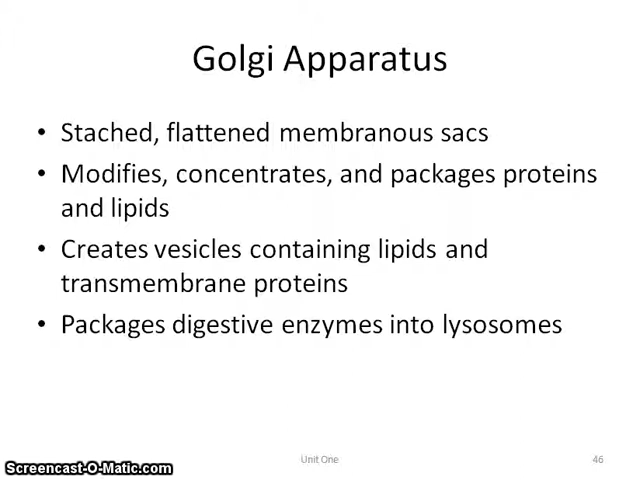 Golgi Apparatus
• Stached, flattened membranous sacs
• Modifies, concentrates, and packages proteins
and lipids
• Creates vesicles containing lipids and
transmembrane proteins
• Packages digestive enzymes into lysosomes
Unit One
46
Screencast-O-Matic.com